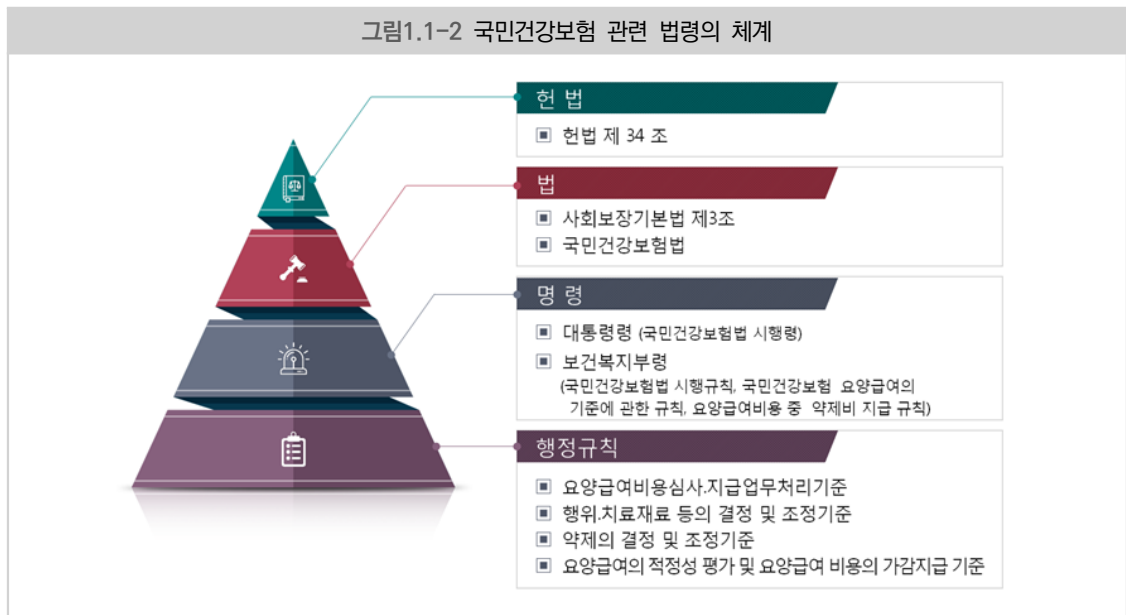 그림1.1-2 국민건강보험 관련 법령의 체계
헌 법
헌법 제 34 조
법
사회보장기본법 제3조
국민건강보험법
명 령
대통령령 (국민건강보험법 시행령)
보건복지부령
(국민건강보험법 시행규칙, 국민건강보험 요양급여의
기준에 관한 규칙, 요양급여비용 중 약제비 지급 규칙)
행정규칙
요양급여비용심사.지급업무처리기준
행위.치료재료 등의 결정 및 조정기준
약제의 결정 및 조정기준
요양급여의 적정성 평가 및 요양급여 비용의 가감지급 기준